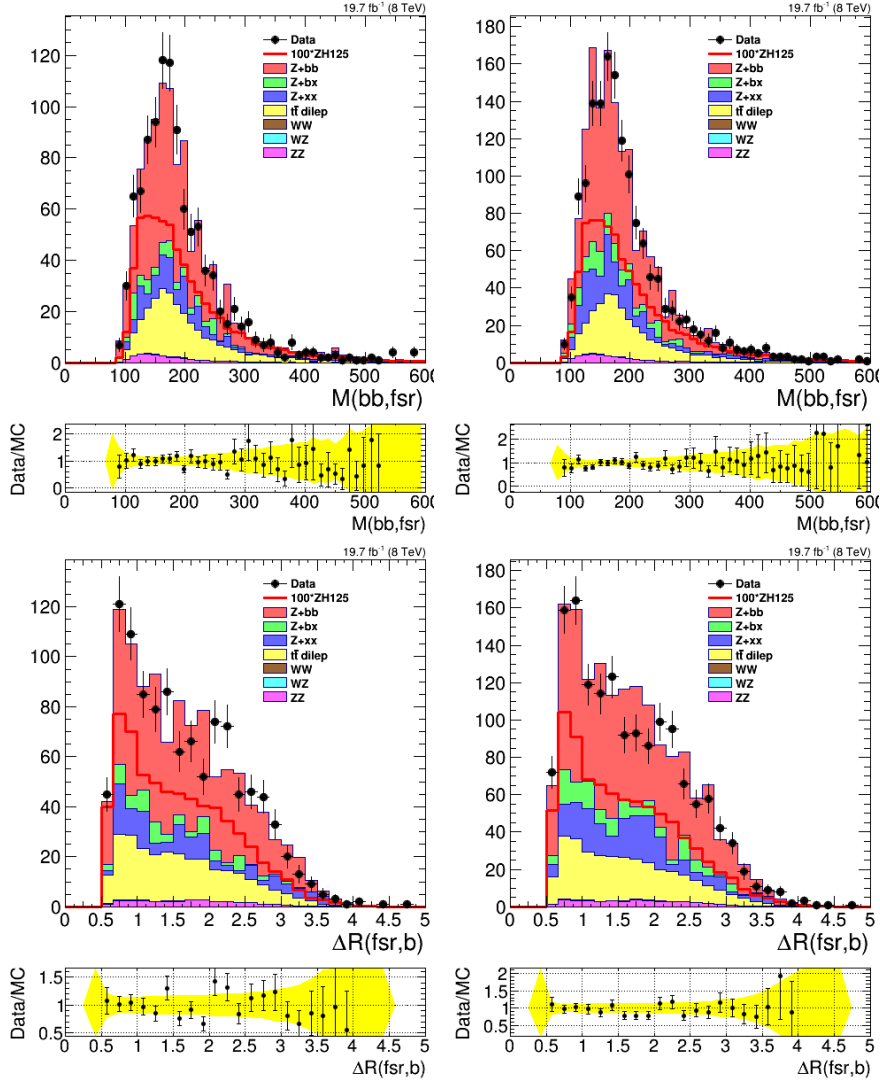 19.7 fb⁻¹ (8 TeV)
120
100
80
60
40
20
0
Data
100*ZH125
Z+bb
Z+bx
Z+xx
tt̄ dilep
WW
WZ
ZZ
0 100 200 300 400 500 600
M(bb,fsr)
Data/MC
2
1
0
0 100 200 300 400 500 600
M(bb,fsr)
19.7 fb⁻¹ (8 TeV)
180
160
140
120
100
80
60
40
20
0
Data
100*ZH125
Z+bb
Z+bx
Z+xx
tt̄ dilep
WW
WZ
ZZ
0 100 200 300 400 500 600
M(bb,fsr)
Data/MC
2
1
0
0 100 200 300 400 500 600
M(bb,fsr)
19.7 fb⁻¹ (8 TeV)
120
100
80
60
40
20
0
Data
100*ZH125
Z+bb
Z+bx
Z+xx
tt̄ dilep
WW
WZ
ZZ
0 0.5 1 1.5 2 2.5 3 3.5 4 4.5 5
ΔR(fsr,b)
Data/MC
1.5
1
0.5
0 0.5 1 1.5 2 2.5 3 3.5 4 4.5 5
ΔR(fsr,b)
19.7 fb⁻¹ (8 TeV)
180
160
140
120
100
80
60
40
20
0
Data
100*ZH125
Z+bb
Z+bx
Z+xx
tt̄ dilep
WW
WZ
ZZ
0 0.5 1 1.5 2 2.5 3 3.5 4 4.5 5
ΔR(fsr,b)
Data/MC
2
1.5
1
0.5
0 0.5 1 1.5 2 2.5 3 3.5 4 4.5 5
ΔR(fsr,b)